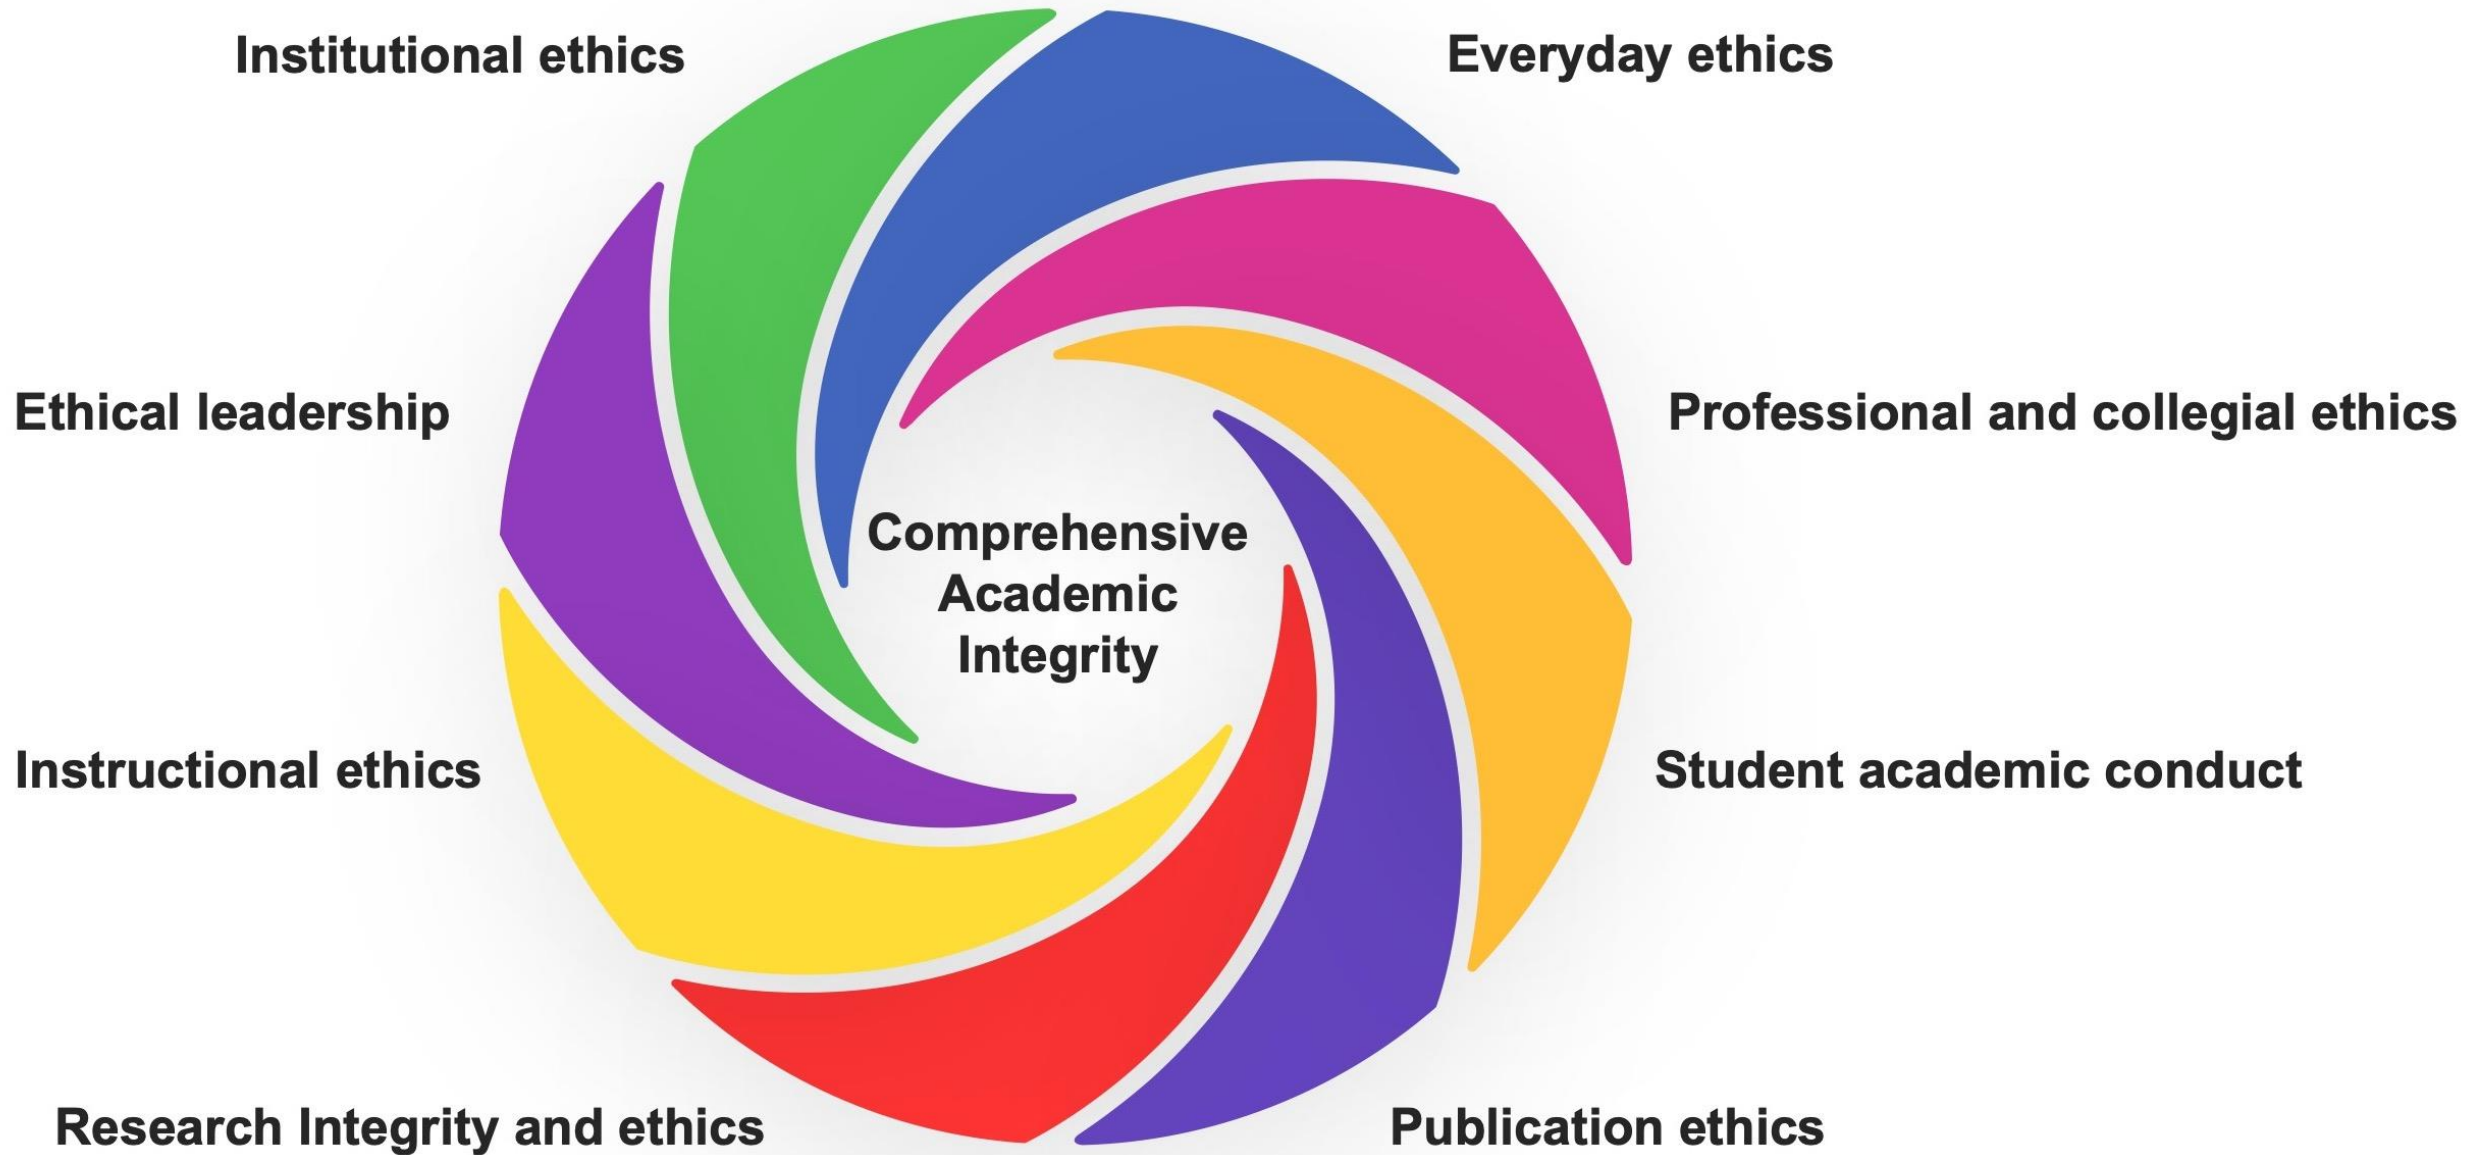 Institutional ethics
Everyday ethics
Ethical leadership
Professional and collegial ethics
Comprehensive
Academic
Integrity
Instructional ethics
Student academic conduct
Research Integrity and ethics
Publication ethics